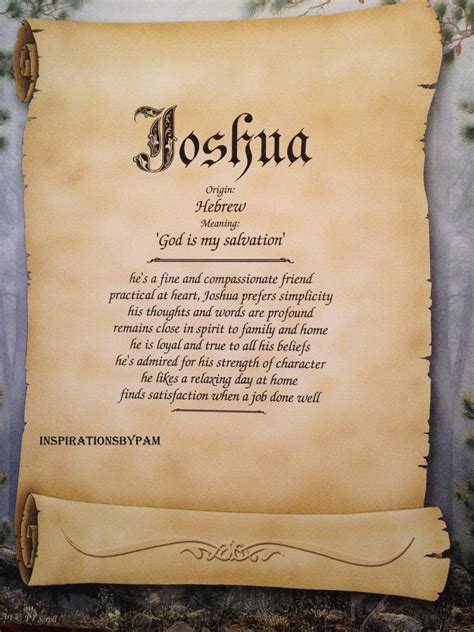 Joshua
Origin:
Hebrew
Meaning:
'God is my salvation'
he's a fine and compassionate friend
practical at heart, Joshua prefers simplicity
his thoughts and words are profound
remains close in spirit to family and home
he is loyal and true to all his beliefs
he's admired for his strength of character
he likes a relaxing day at home
finds satisfaction when a job done well
INSPIRATIONSBYPAM